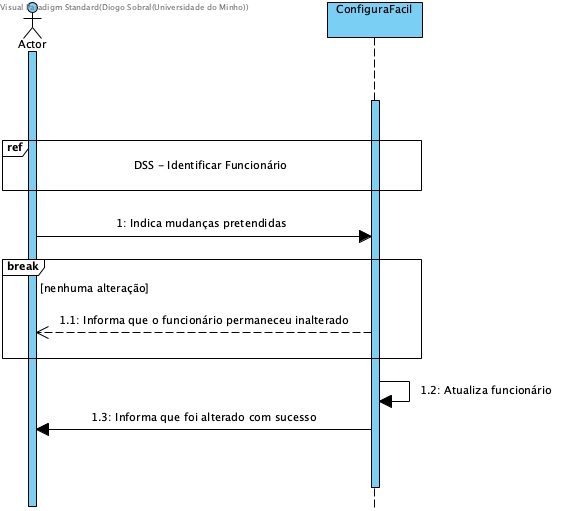 Visual Paradigm Standard(Diogo Sobral(Universidade do Minho))
ConfiguraFacil
Actor
ref
DSS - Identificar Funcionário
1: Indica mudanças pretendidas
break
[nenhuma alteração]
1.1: Informa que o funcionário permaneceu inalterado
1.2: Atualiza funcionário
1.3: Informa que foi alterado com sucesso